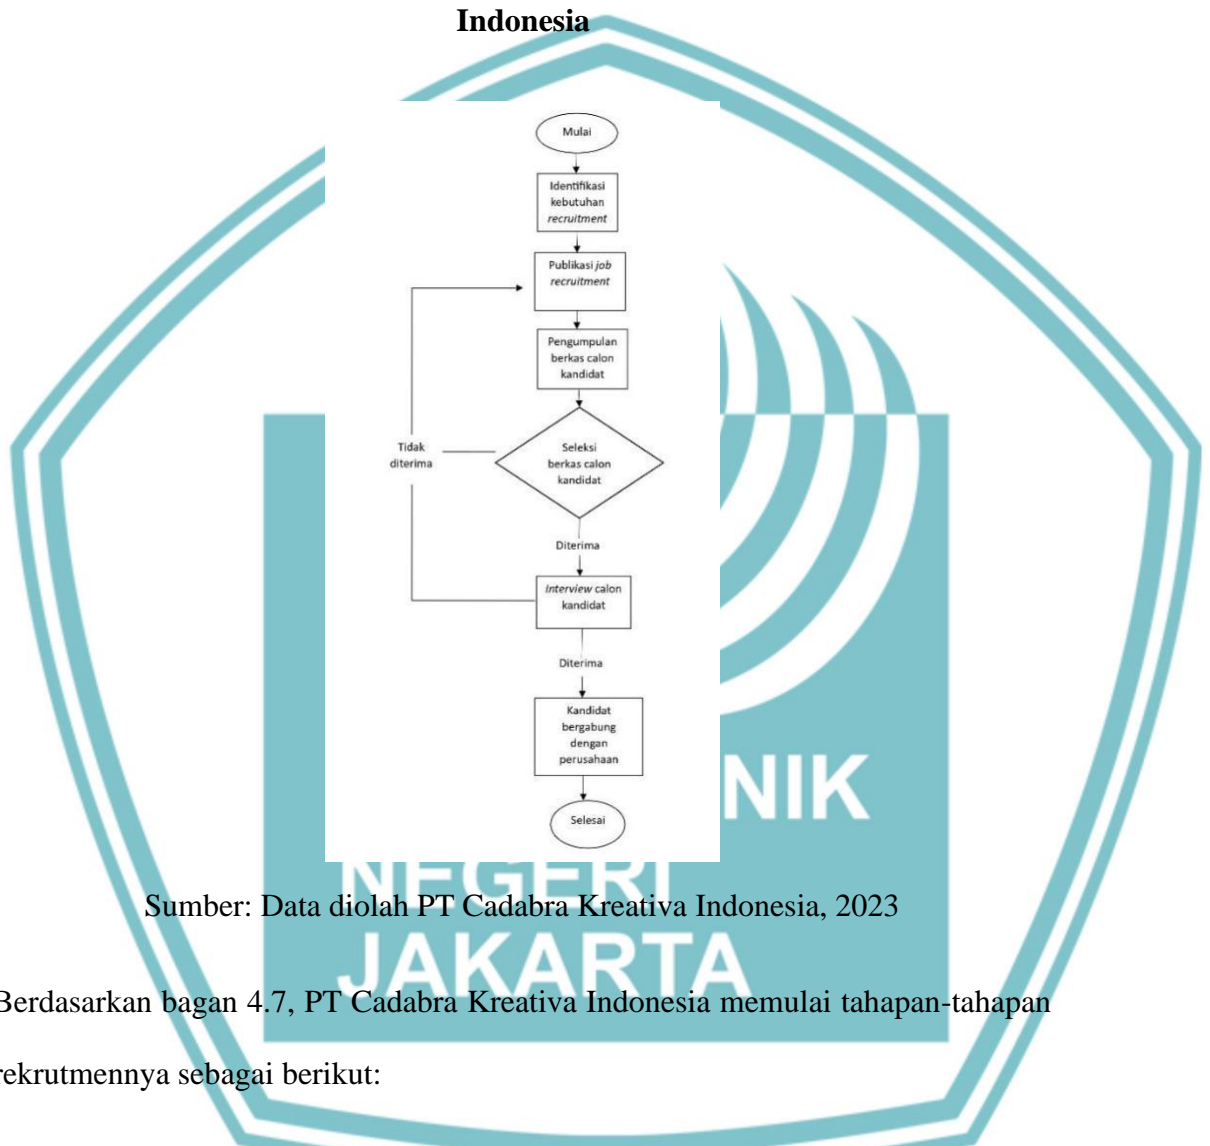 Indonesia
Mulai
Identifikasi
kebutuhan
recruitment
Publikasi job
recruitment
Pengumpulan
berkas calon
kandidat
Tidak
diterima
Seleksi
berkas calon
kandidat
Diterima
Interview calon
kandidat
Diterima
Kandidat
bergabung
dengan
perusahaan
Selesai
NIK
NEGERI
Sumber: Data diolah PT Cadabra Kreativa Indonesia, 2023
JAKARTA
Berdasarkan bagan 4.7, PT Cadabra Kreativa Indonesia memulai tahapan-tahapan
rekrutmennya sebagai berikut: